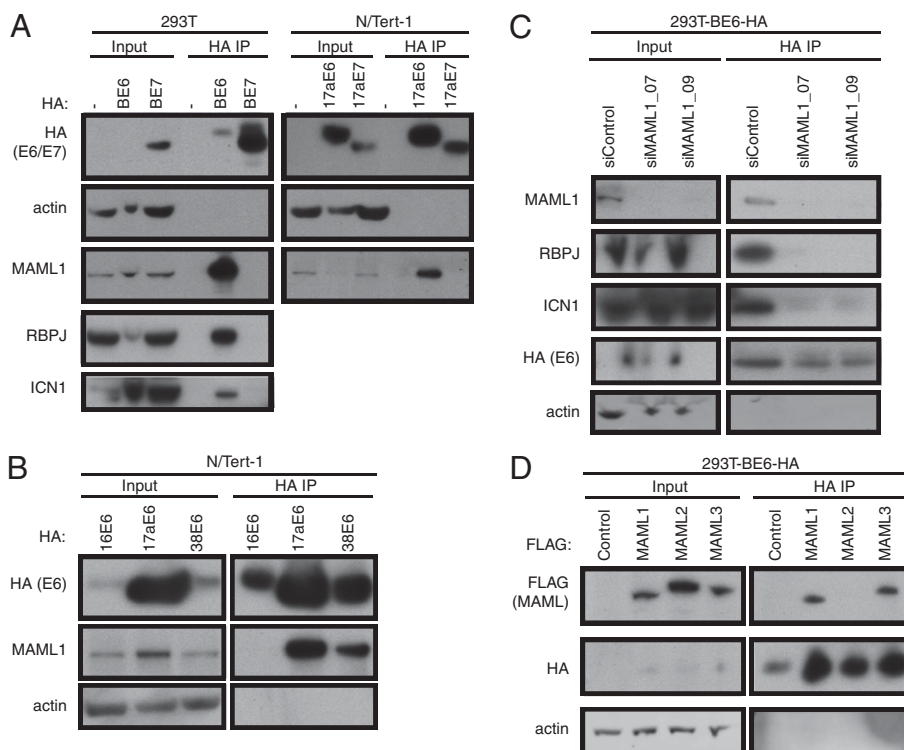 A
293T
N/Tert-1
Input
HA IP
Input
HA IP
HA:
-
BE6
BE7
-
BE6
BE7
-
17aE6
17aE7
-
17aE6
17aE7
HA
(E6/E7)
actin
MAML1
RBPJ
ICN1
B
N/Tert-1
Input
HA IP
HA:
16E6
17aE6
38E6
16E6
17aE6
38E6
HA (E6)
MAML1
actin
C
293T-BE6-HA
Input
HA IP
siControl
siMAML1_07
siMAML1_09
siControl
siMAML1_07
siMAML1_09
MAML1
RBPJ
ICN1
HA (E6)
actin
D
293T-BE6-HA
Input
HA IP
FLAG:
Control
MAML1
MAML2
MAML3
Control
MAML1
MAML2
MAML3
FLAG
(MAML)
HA
actin